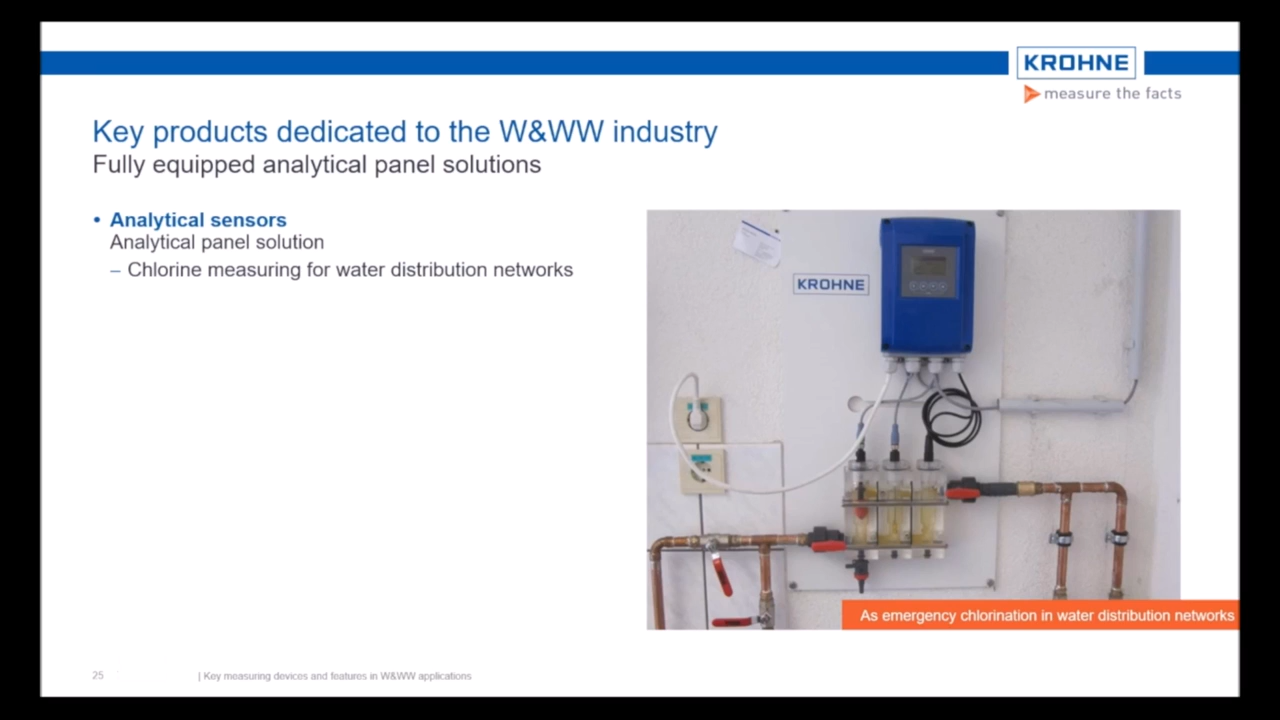 KROHNE
measure the facts
Key products dedicated to the W&WW industry
Fully equipped analytical panel solutions
• Analytical sensors
Analytical panel solution
– Chlorine measuring for water distribution networks
KROHNE
As emergency chlorination in water distribution networks
25
| Key measuring devices and features in W&WW applications